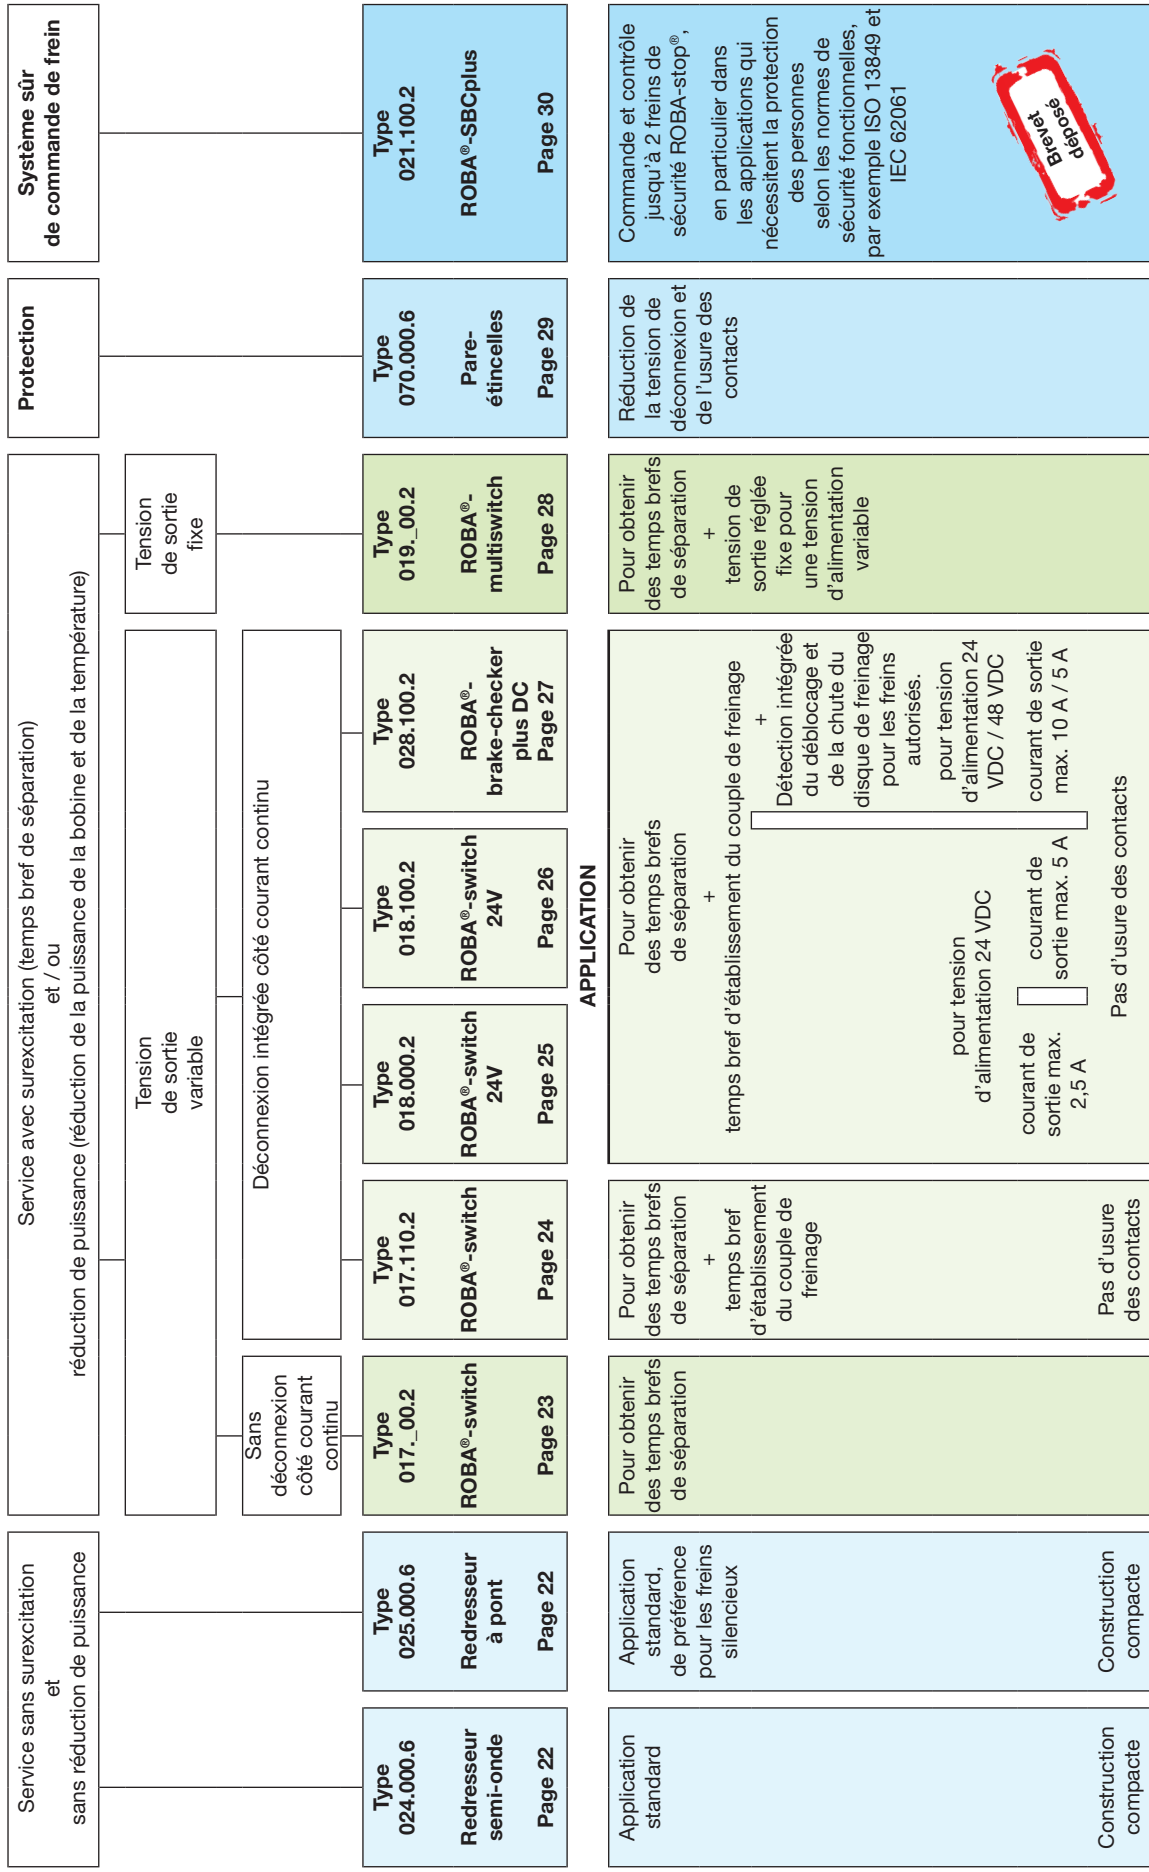 Service sans surexcitation
et
sans réduction de puissance
Service avec surexcitation (temps bref de séparation)
et / ou
réduction de puissance (réduction de la puissance de la bobine et de la température)
Protection
Système sûr
de commande de frein
Tension
de sortie
variable
Tension
de sortie
fixe
Sans
déconnexion
côté courant
continu
Déconnexion intégrée côté courant continu
Type
024.000.6
Redresseur
semi-onde
Page 22
Type
025.000.6
Redresseur
à pont
Page 22
Type
017._00.2
ROBA®-switch
Page 23
Type
017.110.2
ROBA®-switch
Page 24
Type
018.000.2
ROBA®-switch
24V
Page 25
Type
018.100.2
ROBA®-switch
24V
Page 26
Type
028.100.2
ROBA®-
brake-checker
plus DC
Page 27
Type
019._00.2
ROBA®-
multiswitch
Page 28
Type
070.000.6
Pare-
étincelles
Page 29
Type
021.100.2
ROBA®-SBCplus
Page 30
APPLICATION
Application
standard
Construction
compacte
Application
standard,
de préférence
pour les freins
silencieux
Construction
compacte
Pour obtenir
des temps brefs
de séparation
Pour obtenir
des temps brefs
de séparation
+
temps bref
d'établissement
du couple de
freinage
Pas d'usure
des contacts
Pour obtenir
des temps brefs
de séparation
+
temps bref d'établissement du couple de freinage
+
Détection intégrée
du déblocage et
de la chute du
disque de freinage
pour les freins
autorisés.
pour tension
d'alimentation 24 VDC
pour tension
d'alimentation 24
VDC / 48 VDC
courant de
sortie max.
2,5 A
courant de
sortie max. 5 A
courant de sortie
max. 10 A / 5 A
Pas d'usure des contacts
Pour obtenir
des temps brefs
de séparation
+
tension de
sortie réglée
fixe pour
une tension
d'alimentation
variable
Réduction de
la tension de
déconnexion et
de l'usure des
contacts
Commande et contrôle
jusqu'à 2 freins de
sécurité ROBA-stop®,
en particulier dans
les applications qui
nécessitent la protection
des personnes
selon les normes de
sécurité fonctionnelles,
par exemple ISO 13849 et
IEC 62061
Brevet
déposé